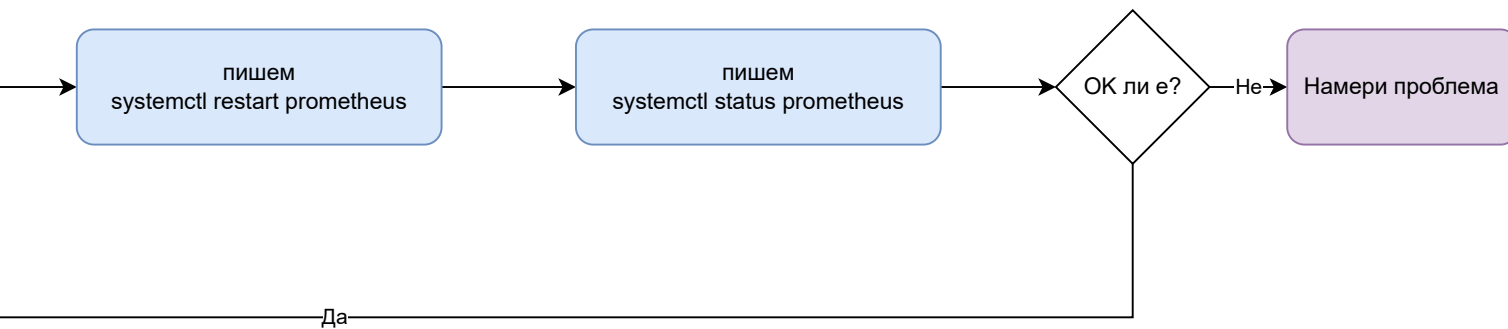 пишем
systemctl restart prometheus
пишем
systemctl status prometheus
OK ли е?
Не
Намери проблема
Да